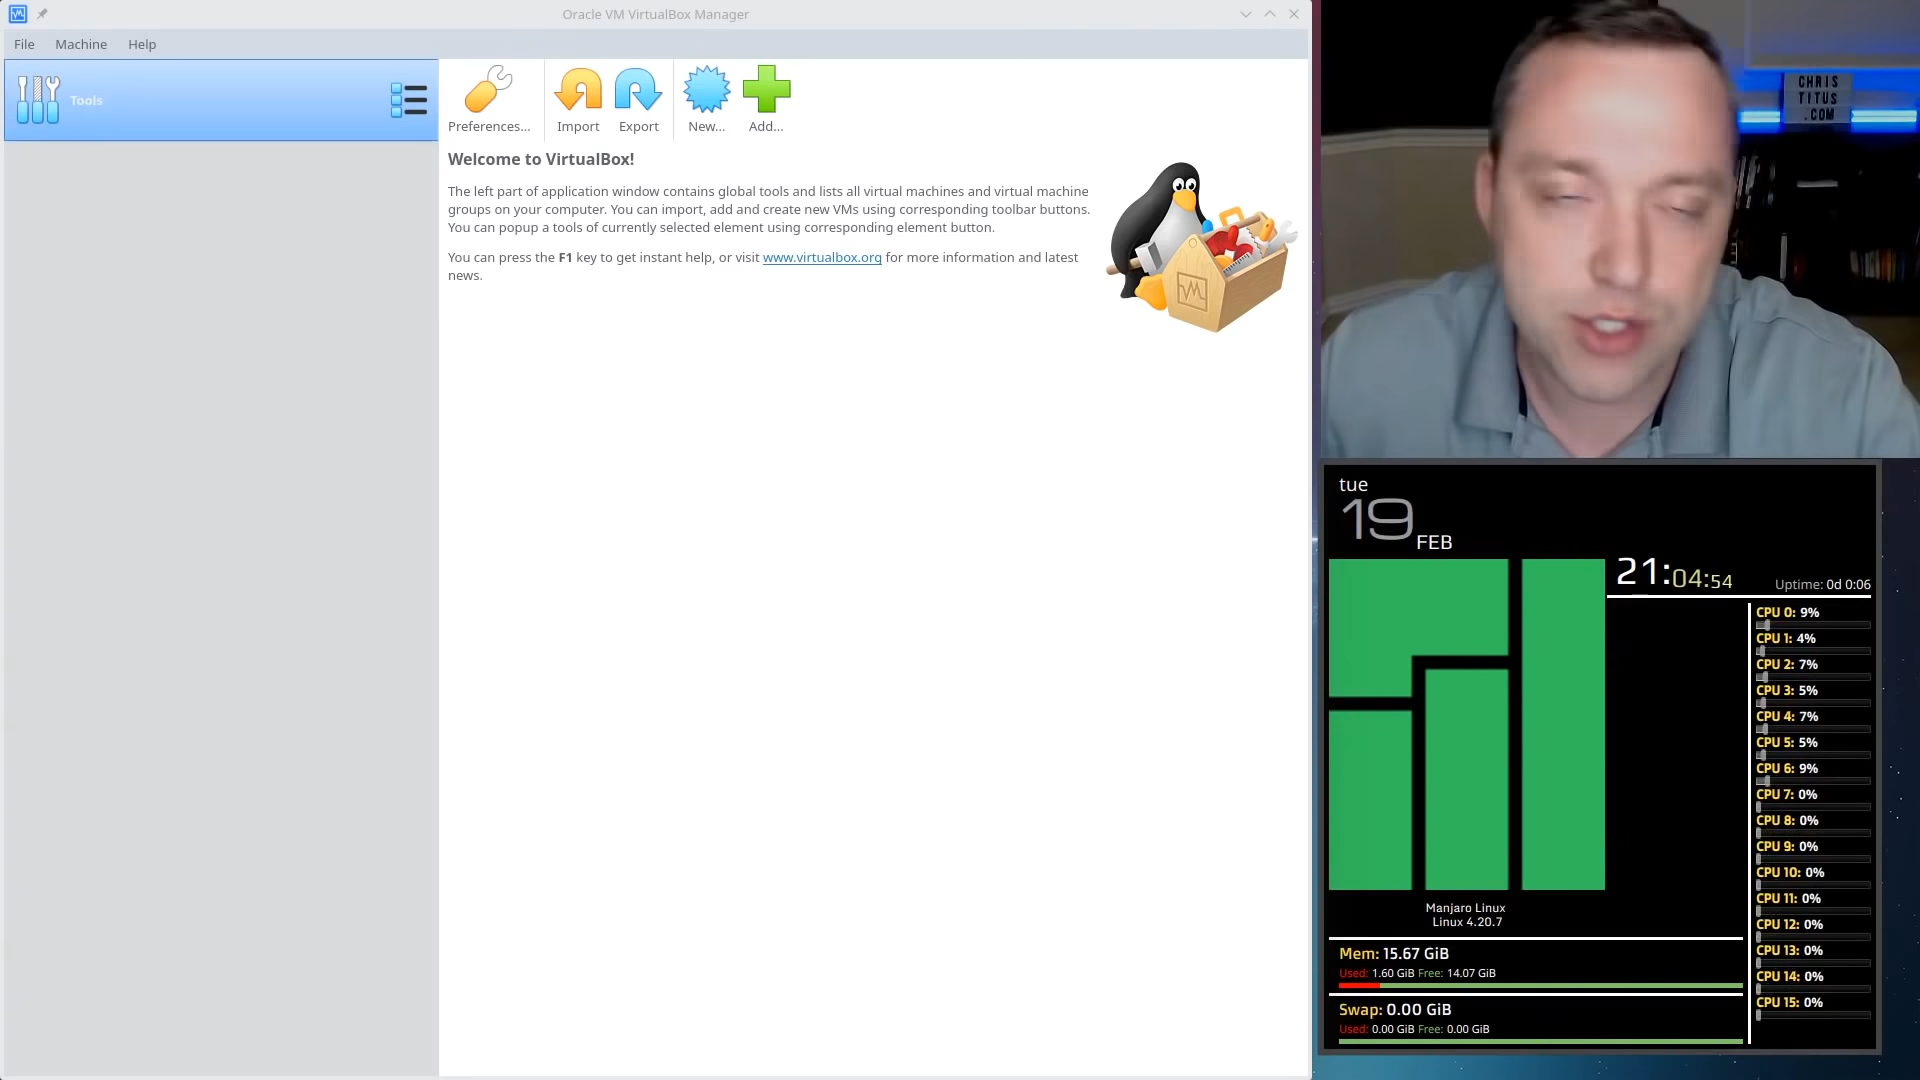 Oracle VM VirtualBox Manager
File Machine Help
Tools
Preferences... Import Export New... Add...
Welcome to VirtualBox!
The left part of application window contains global tools and lists all virtual machines and virtual machine
groups on your computer. You can import, add and create new VMs using corresponding toolbar buttons.
You can popup a tools of currently selected element using corresponding element button.
You can press the F1 key to get instant help, or visit www.virtualbox.org for more information and latest
news.
CHRIS
TITUS
.COM
tue
19 FEB
21:04:54
Uptime: 0d 0:06
CPU 0: 9%
CPU 1: 4%
CPU 2: 7%
CPU 3: 5%
CPU 4: 7%
CPU 5: 5%
CPU 6: 9%
CPU 7: 0%
CPU 8: 0%
CPU 9: 0%
CPU 10: 0%
CPU 11: 0%
CPU 12: 0%
CPU 13: 0%
CPU 14: 0%
CPU 15: 0%
Manjaro Linux
Linux 4.20.7
Mem: 15.67 GiB
Used: 1.60 GiB Free: 14.07 GiB
Swap: 0.00 GiB
Used: 0.00 GiB Free: 0.00 GiB